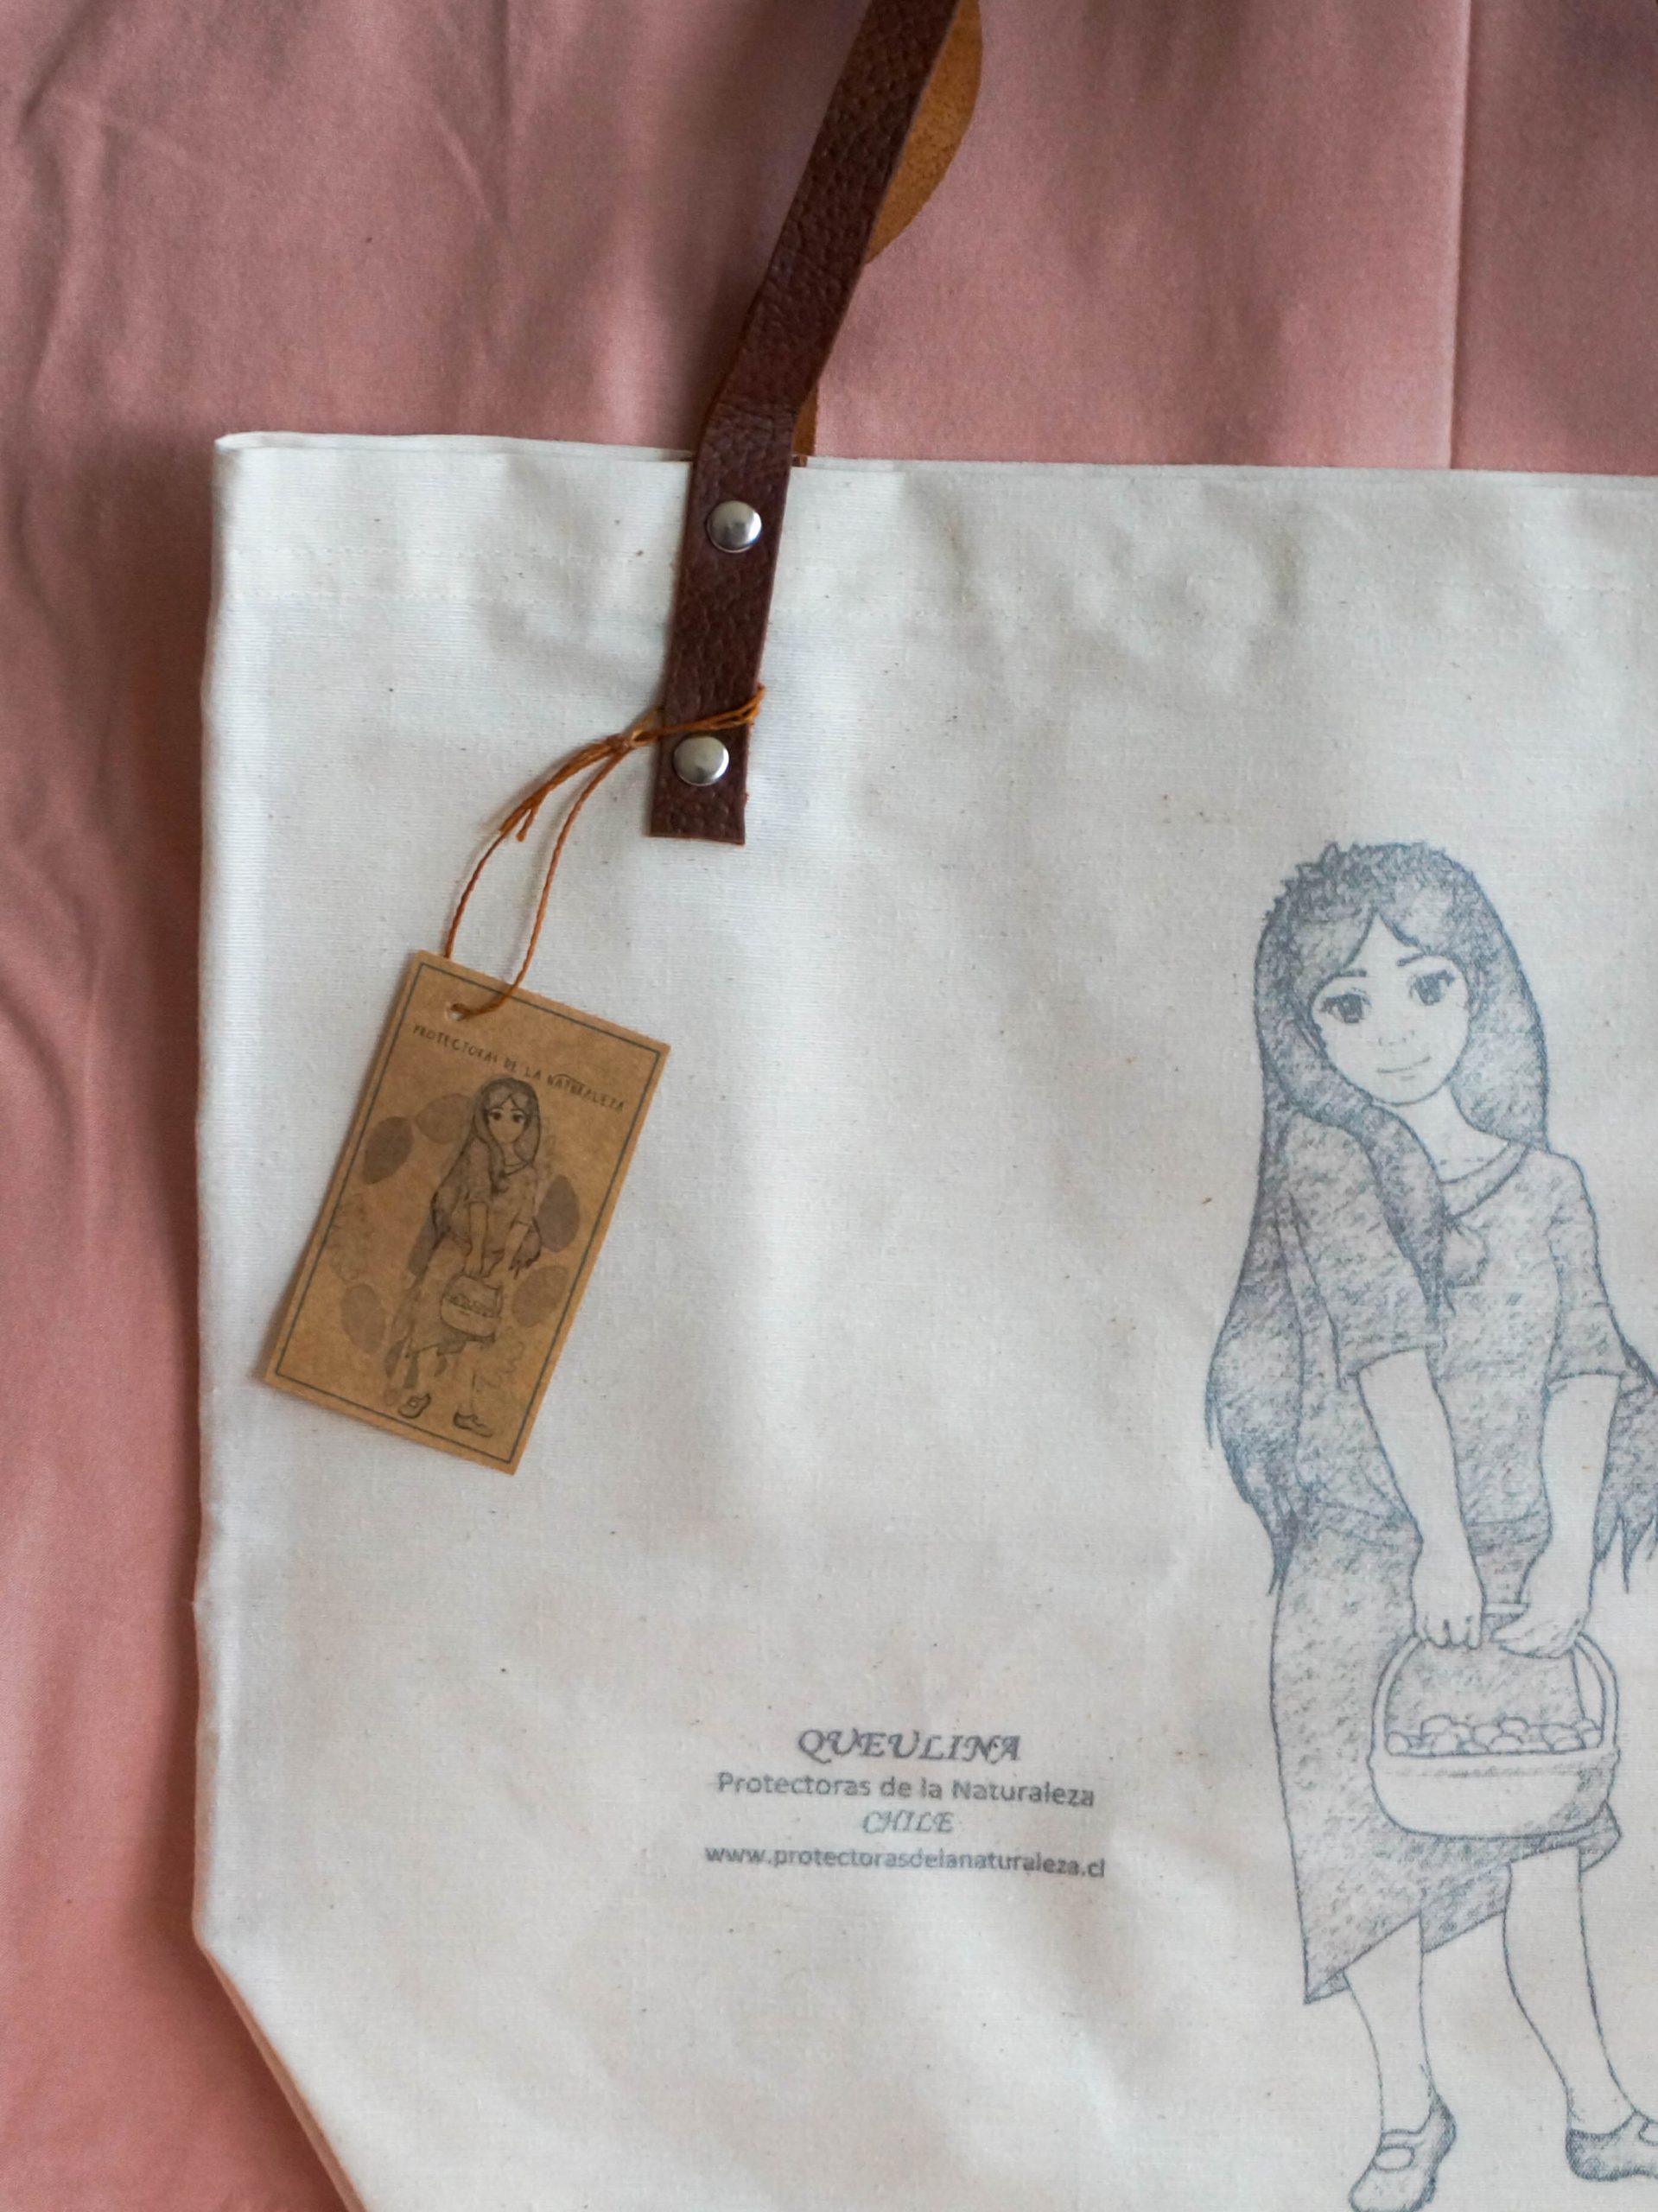 PROTECTORAS DE LA NATURALEZA
QUEULINA
Protectoras de la Naturaleza
CHILE
www.protectorasdelanaturaleza.cl